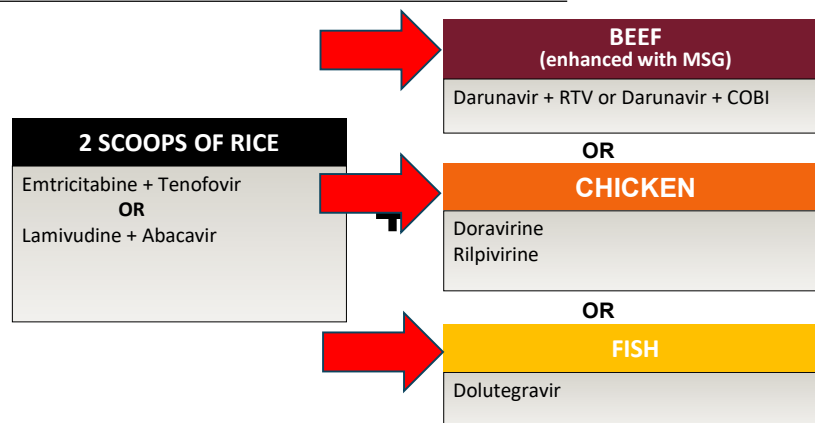 2 SCOOPS OF RICE
Emtricitabine + Tenofovir
OR
Lamivudine + Abacavir
BEEF
(enhanced with MSG)
Darunavir + RTV or Darunavir + COBI
OR
CHICKEN
Doravirine
Rilpivirine
OR
FISH
Dolutegravir